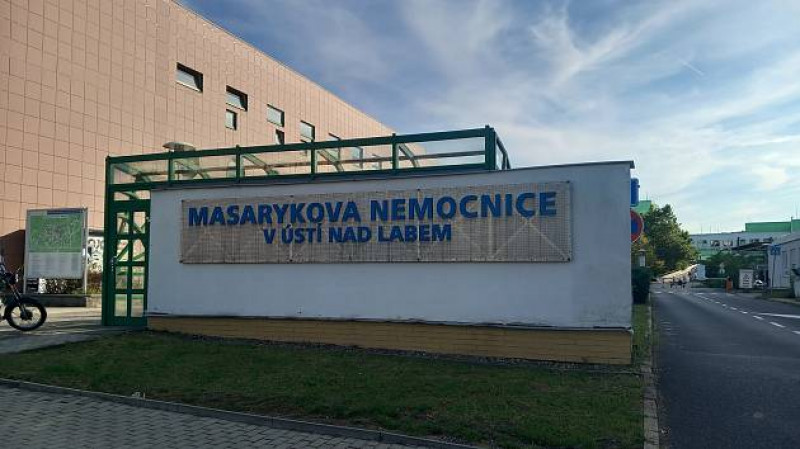 MASARYKOVA NEMOCNICE
V ÚSTÍ NAD LABEM